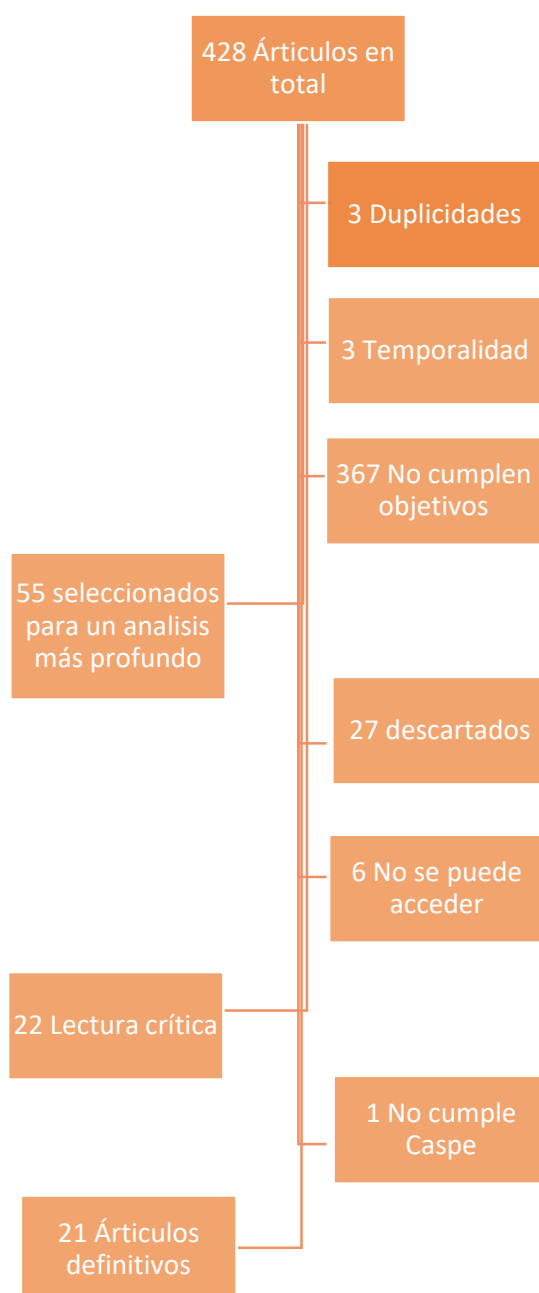 428 Árticulos en
total
3 Duplicidades
3 Temporalidad
367 No cumplen
objetivos
55 seleccionados
para un analisis
más profundo
27 descartados
6 No se puede
acceder
22 Lectura crítica
1 No cumple
Caspe
21 Árticulos
definitivos